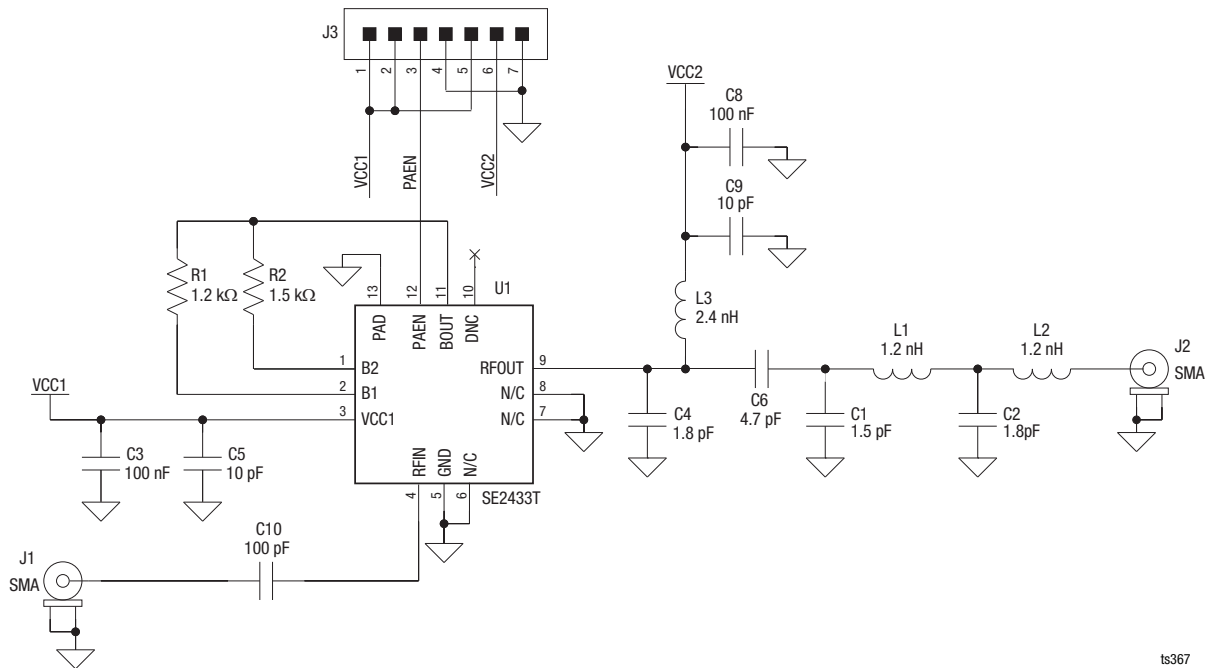 J3
1
2
3
4
5
6
7
VCC1
PAEN
VCC2
VCC2
C8
100 nF
C9
10 pF
L3
2.4 nH
R1
1.2 kΩ
R2
1.5 kΩ
13
12
11
10
U1
PAD
PAEN
BOUT
DNC
1
B2
2
B1
3
VCC1
RFOUT
9
N/C
8
N/C
7
RFIN
GND
N/C
4
5
6
SE2433T
VCC1
C3
100 nF
C5
10 pF
C4
1.8 pF
C6
4.7 pF
C1
1.5 pF
L1
1.2 nH
C2
1.8pF
L2
1.2 nH
J2
SMA
C10
100 pF
J1
SMA
ts367